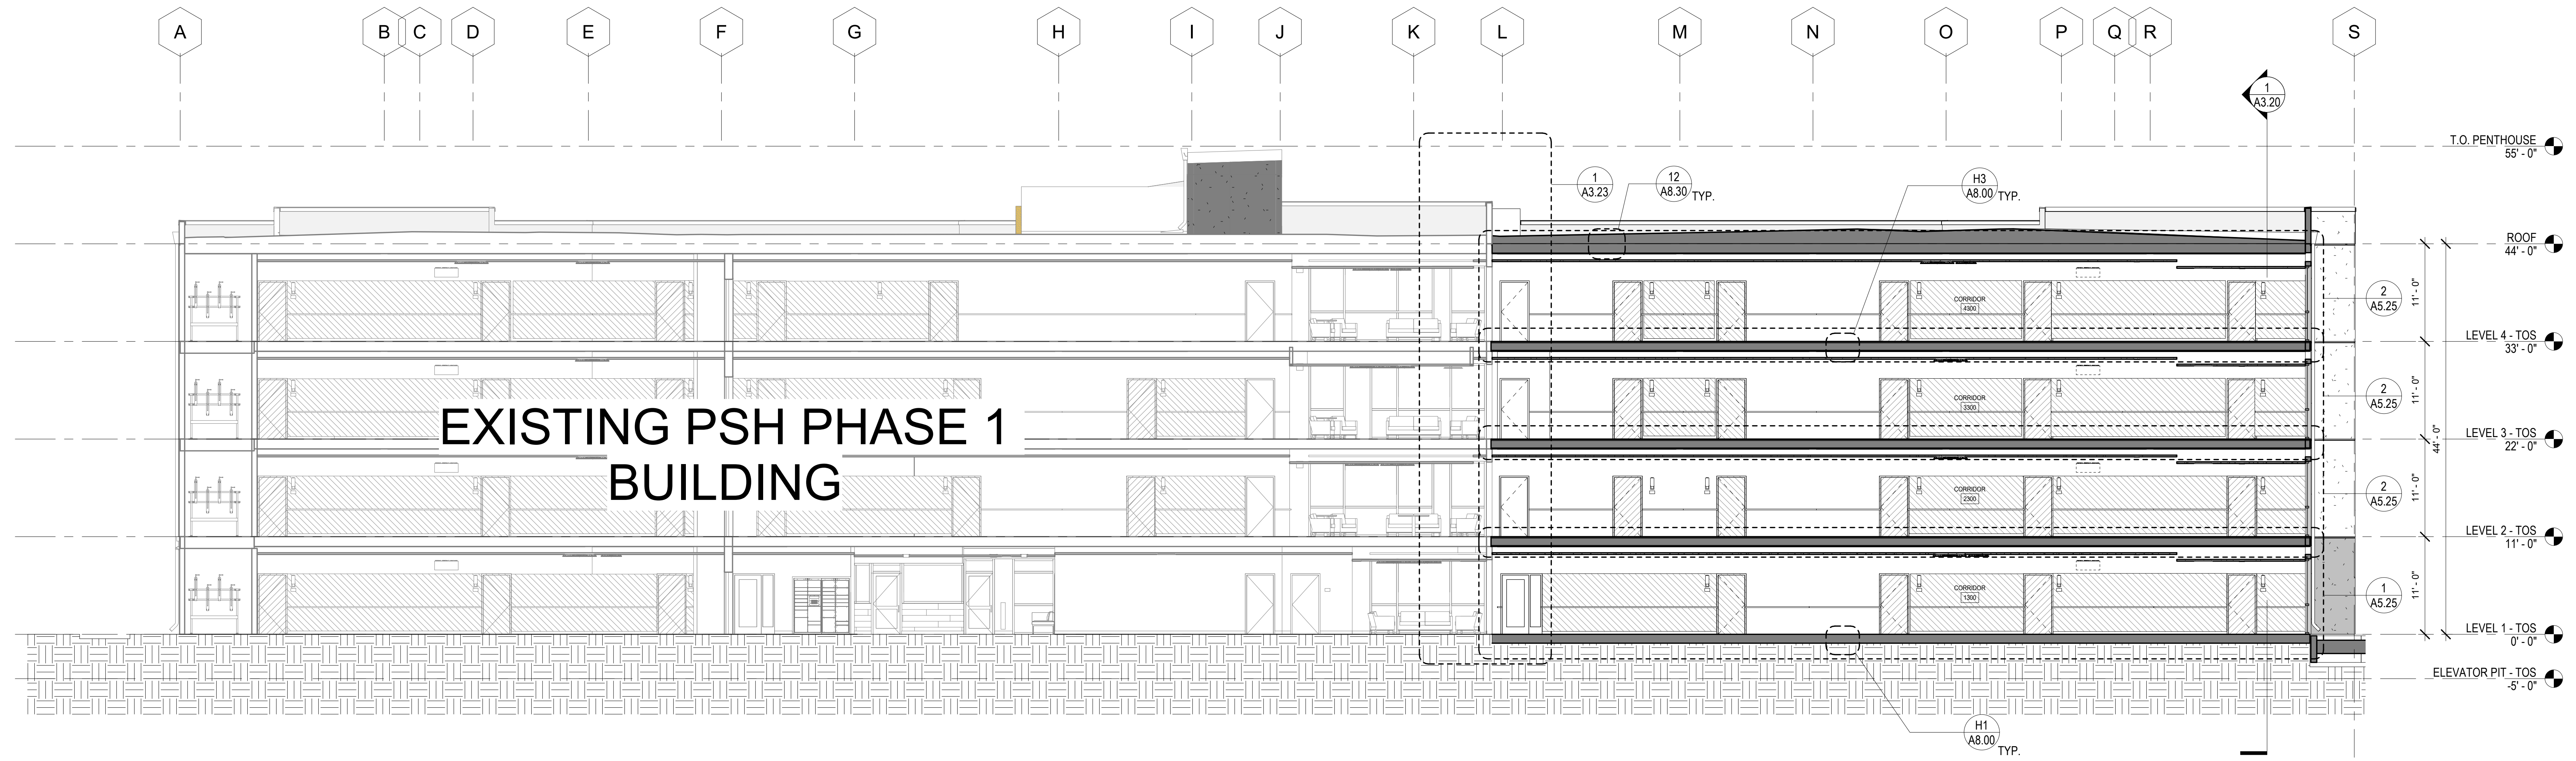 A
B
C
D
E
F
G
H
I
J
K
L
M
N
O
P
Q
R
S
1
A3.20
T.O. PENTHOUSE
55' - 0"
1
A3.23
12
A8.30
TYP.
H3
A8.00
TYP.
ROOF
44' - 0"
CORRIDOR
4300
2
A5.25
11' - 0"
LEVEL 4 - TOS
33' - 0"
CORRIDOR
3300
2
A5.25
11' - 0"
EXISTING PSH PHASE 1
BUILDING
LEVEL 3 - TOS
22' - 0"
44' - 0"
CORRIDOR
2300
2
A5.25
11' - 0"
LEVEL 2 - TOS
11' - 0"
CORRIDOR
1300
1
A5.25
11' - 0"
LEVEL 1 - TOS
0' - 0"
ELEVATOR PIT - TOS
-5' - 0"
H1
A8.00
TYP.